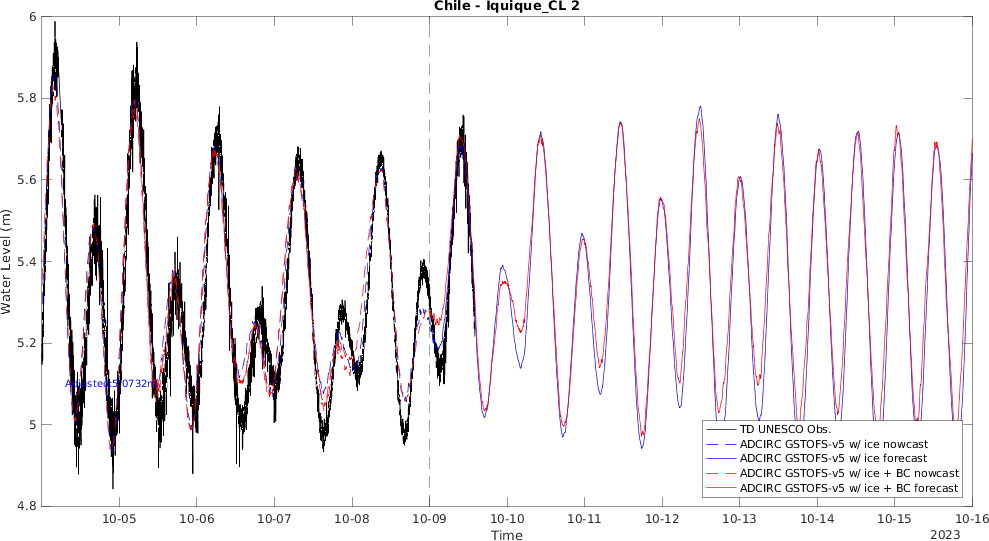 Chile - Iquique_CL 2
Water Level (m)
6
5.8
5.6
5.4
5.2
5
4.8
Adjusted5.0732m
10-05
10-06
10-07
10-08
10-09
10-10
10-11
10-12
10-13
10-14
10-15
10-16
Time
2023
TD UNESCO Obs.
ADCIRC GSTOFS-v5 w/ ice nowcast
ADCIRC GSTOFS-v5 w/ ice forecast
ADCIRC GSTOFS-v5 w/ ice + BC nowcast
ADCIRC GSTOFS-v5 w/ ice + BC forecast